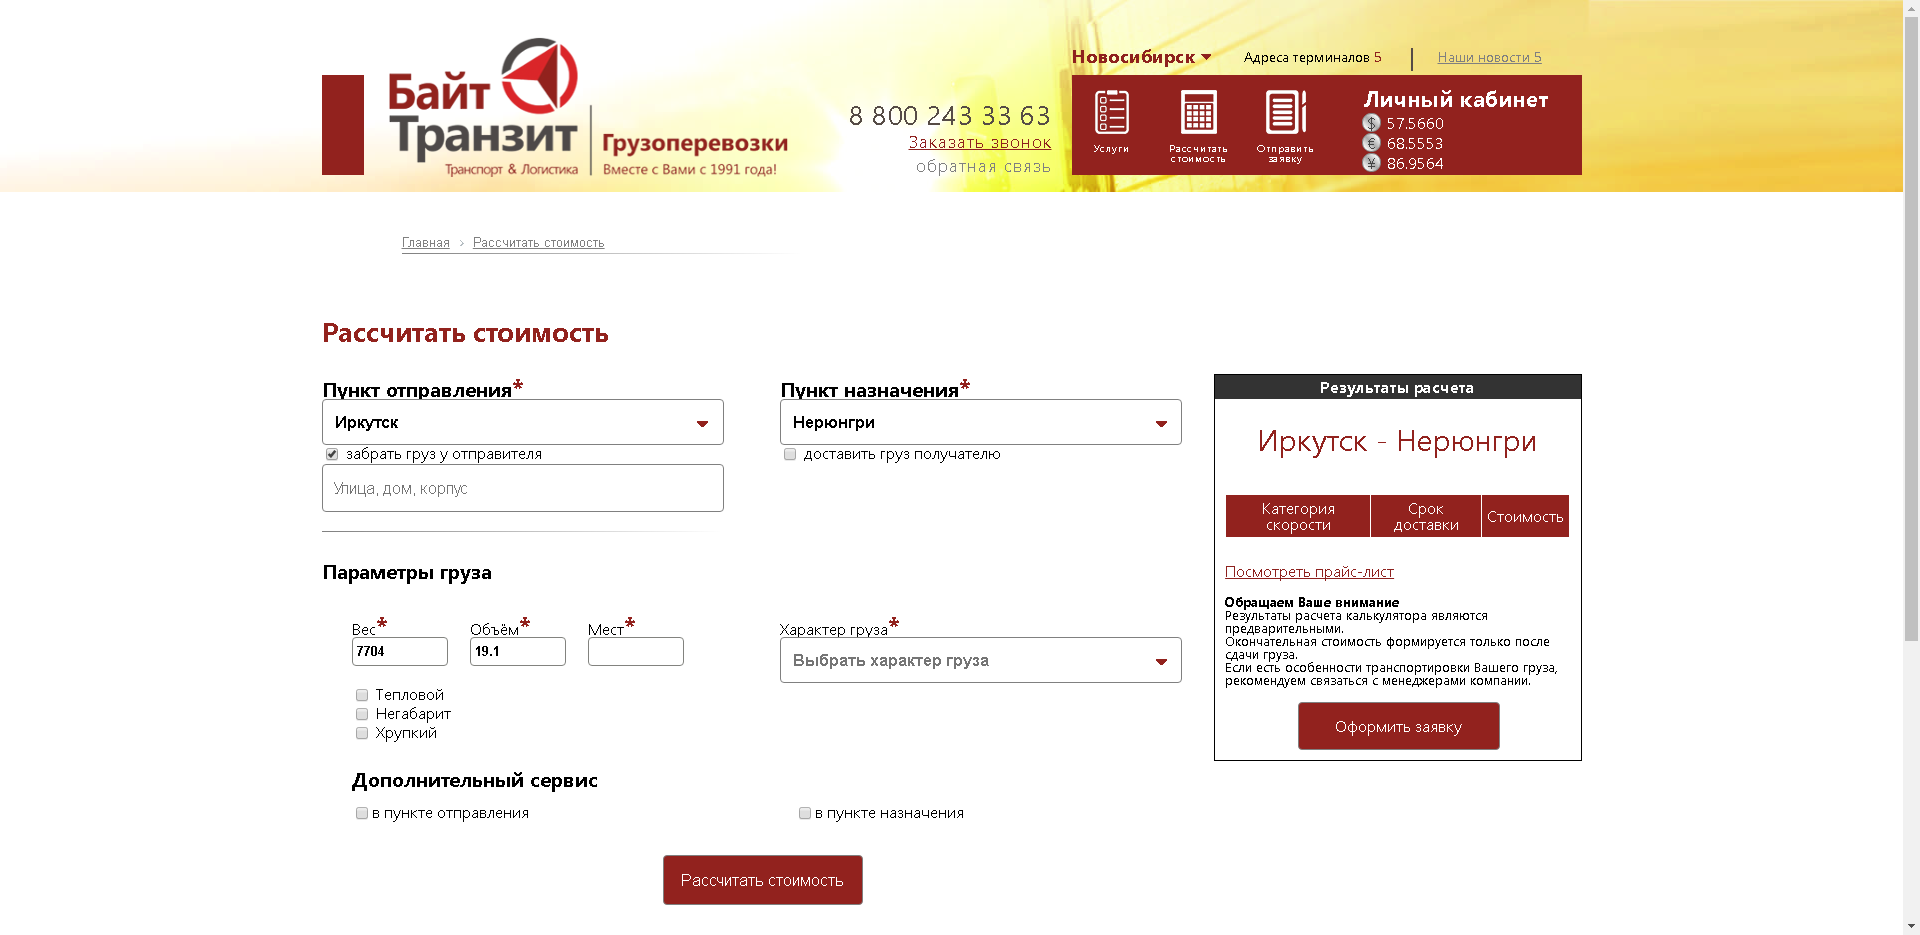 Байт
Транзит
Транспорт & Логистика
Грузоперевозки
Вместе с Вами с 1991 года!
8 800 243 33 63
Заказать звонок
обратная связь
Новосибирск
Адреса терминалов 5
Наши новости 5
Услуги
Рассчитать
стоимость
Отправить
заявку
Личный кабинет
$ 57.5660
€ 68.5553
¥ 86.9564
Главная > Рассчитать стоимость
Рассчитать стоимость
Пункт отправления*
Иркутск
забрать груз у отправителя
Улица, дом, корпус
Пункт назначения*
Нерюнгри
доставить груз получателю
Параметры груза
Вес*
7704
Объём*
19.1
Мест*
Характер груза*
Выбрать характер груза
Тепловой
Негабарит
Хрупкий
Дополнительный сервис
в пункте отправления
в пункте назначения
Рассчитать стоимость
Результаты расчета
Иркутск - Нерюнгри
Категория
скорости
Срок
доставки
Стоимость
Посмотреть прайс-лист
Обращаем Ваше внимание
Результаты расчета калькулятора являются
предварительными.
Окончательная стоимость формируется только после
сдачи груза.
Если есть особенности транспортировки Вашего груза,
рекомендуем связаться с менеджерами компании.
Оформить заявку